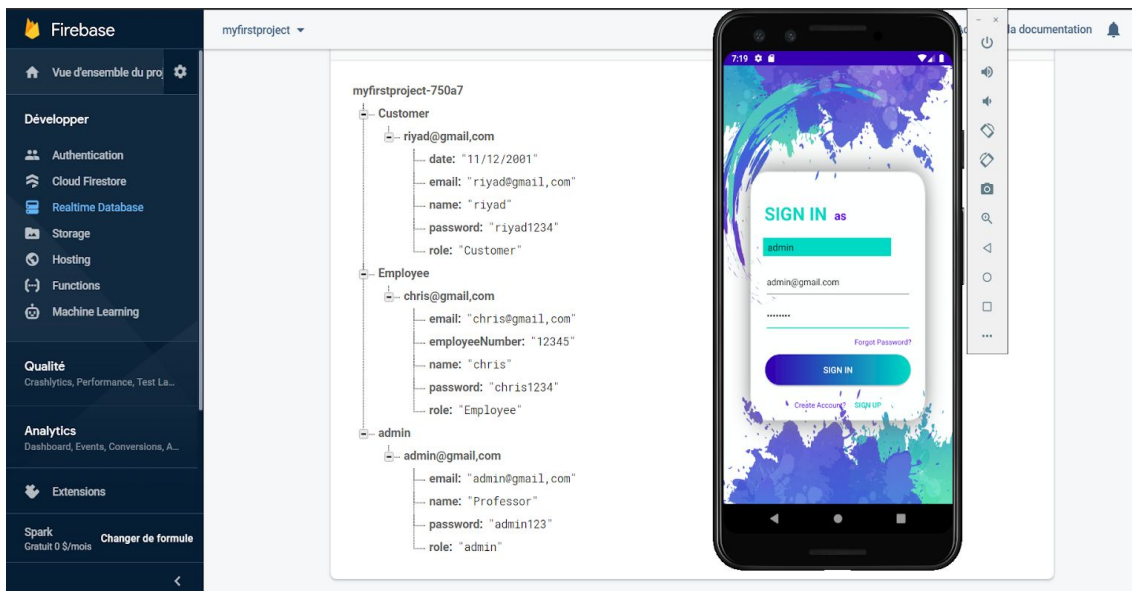 Firebase
Vue d'ensemble du proj
Développer
Authentication
Cloud Firestore
Realtime Database
Storage
Hosting
Functions
Machine Learning
Qualité
Crashlytics, Performance, Test La...
Analytics
Dashboard, Events, Conversions, A...
Extensions
Spark
Gratuit 0 $/mois
Changer de formule
myfirstproject
la documentation
myfirstproject-750a7
Customer
riyad@gmail,com
date: "11/12/2001"
email: "riyad@gmail,com"
name: "riyad"
password: "riyad1234"
role: "Customer"
Employee
chris@gmail,com
email: "chris@gmail,com"
employeeNumber: "12345"
name: "chris"
password: "chris1234"
role: "Employee"
admin
admin@gmail,com
email: "admin@gmail,com"
name: "Professor"
password: "admin123"
role: "admin"
7:19
SIGN IN as
admin
admin@gmail.com
••••••••
Forgot Password?
SIGN IN
Create Account? SIGN UP